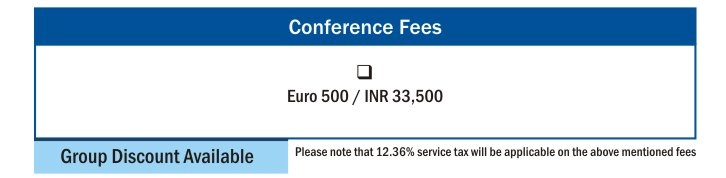 Conference Fees
❑
Euro 500 / INR 33,500
Group Discount Available
Please note that 12.36% service tax will be applicable on the above mentioned fees